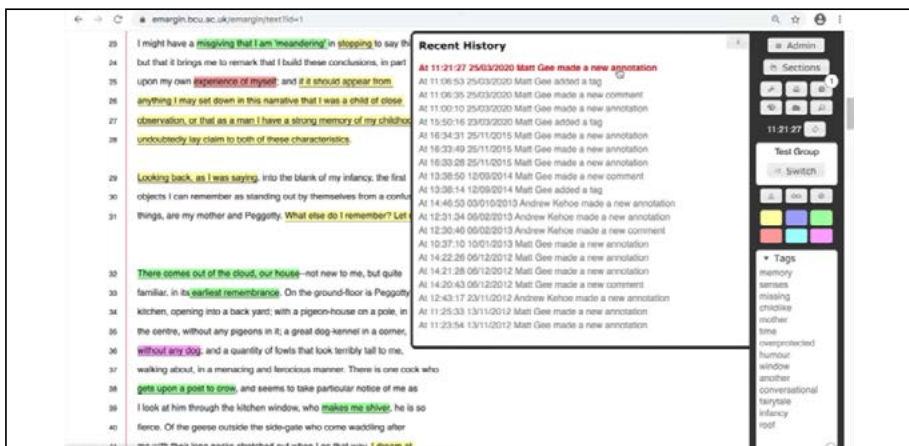 emargin.bcu.ac.uk/emargin/text?id=1
23 I might have a misgiving that I am 'meandering' in stopping to say thi
24 but that it brings me to remark that I build these conclusions, in part
25 upon my own experience of myself; and if it should appear from
26 anything I may set down in this narrative that I was a child of close
27 observation, or that as a man I have a strong memory of my childhoo
28 undoubtedly lay claim to both of these characteristics.
29 Looking back, as I was saying, into the blank of my infancy, the first
30 objects I can remember as standing out by themselves from a confus
31 things, are my mother and Peggotty. What else do I remember? Let
32 There comes out of the cloud, our house--not new to me, but quite
33 familiar, in its earliest remembrance. On the ground-floor is Peggotty
34 kitchen, opening into a back yard; with a pigeon-house on a pole, in
35 the centre, without any pigeons in it; a great dog-kennel in a corner,
36 without any dog; and a quantity of fowls that look terribly tall to me,
37 walking about, in a menacing and ferocious manner. There is one cock who
38 gets upon a post to crow, and seems to take particular notice of me as
39 I look at him through the kitchen window, who makes me shiver, he is so
40 fierce. Of the geese outside the side-gate who come waddling after
Recent History
At 11:21:27 25/03/2020 Matt Gee made a new annotation
At 11:06:53 25/03/2020 Matt Gee added a tag
At 11:06:35 25/03/2020 Matt Gee made a new comment
At 11:00:10 25/03/2020 Matt Gee made a new annotation
At 15:50:16 23/03/2020 Matt Gee added a tag
At 16:34:31 25/11/2015 Matt Gee made a new annotation
At 16:33:49 25/11/2015 Matt Gee made a new annotation
At 16:33:28 25/11/2015 Matt Gee made a new annotation
At 13:38:50 12/09/2014 Matt Gee made a new comment
At 13:38:14 12/09/2014 Matt Gee added a tag
At 14:46:53 03/010/2013 Andrew Kehoe made a new annotation
At 12:31:34 06/02/2013 Andrew Kehoe made a new annotation
At 12:30:46 06/02/2013 Andrew Kehoe made a new comment
At 10:37:10 10/01/2013 Matt Gee made a new annotation
At 14:22:26 06/12/2012 Matt Gee made a new annotation
At 14:21:28 06/12/2012 Matt Gee made a new annotation
At 14:20:43 06/12/2012 Matt Gee made a new comment
At 12:43:17 23/11/2012 Andrew Kehoe made a new annotation
At 11:25:33 13/11/2012 Matt Gee made a new annotation
At 11:23:54 13/11/2012 Matt Gee made a new annotation
Admin
Sections
1
11:21:27
Test Group
Switch
Tags
memory
senses
missing
childlike
mother
time
overprotected
humour
window
another
conversational
fairytale
infancy
roof